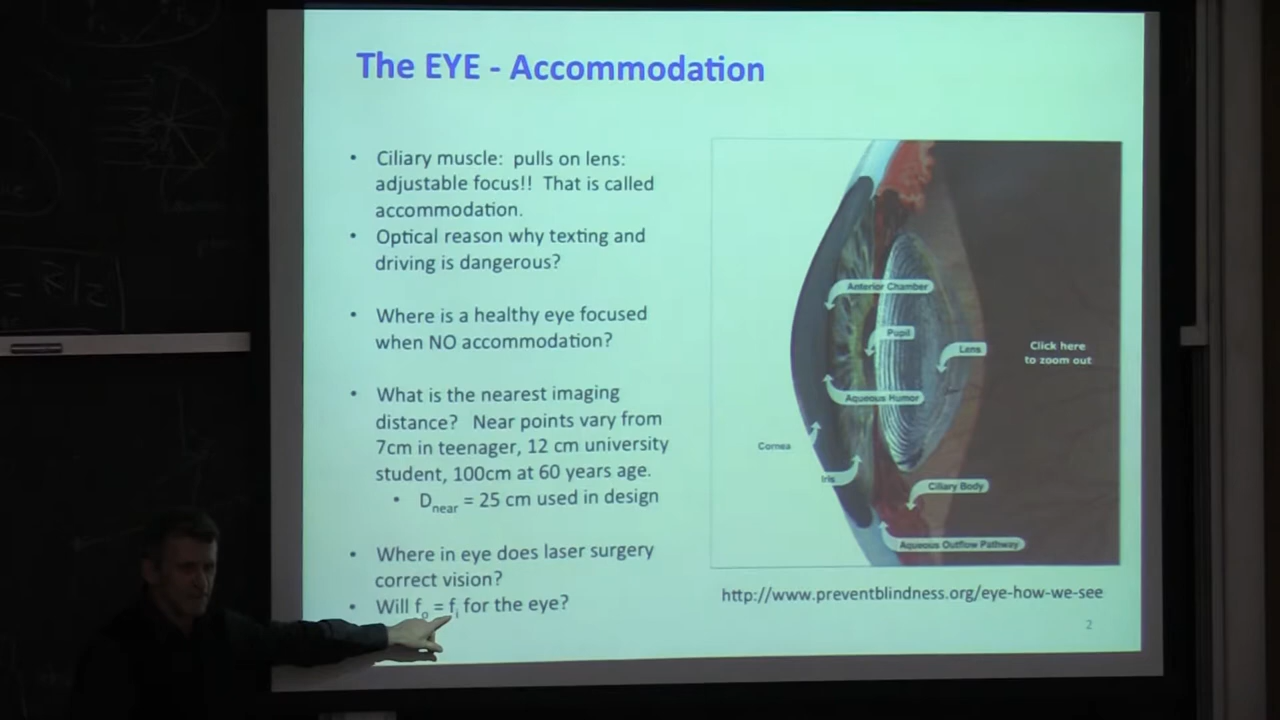 The EYE - Accommodation
• Ciliary muscle: pulls on lens:
adjustable focus!! That is called
accommodation.
• Optical reason why texting and
driving is dangerous?
• Where is a healthy eye focused
when NO accommodation?
• What is the nearest imaging
distance? Near points vary from
7cm in teenager, 12 cm university
student, 100cm at 60 years age.
• Dnear = 25 cm used in design
• Where in eye does laser surgery
correct vision?
• Will fo = fi for the eye?
Anterior Chamber
Pupil
Lens
Click here
to zoom out
Aqueous Humor
Cornea
Iris
Ciliary Body
Aqueous Outflow Pathway
http://www.preventblindness.org/eye-how-we-see
2